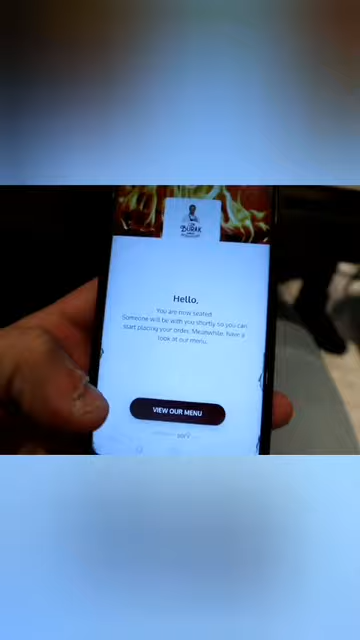 BURAK
Hello,
You are now seated.
Someone will be with you shortly so you can
start placing your order. Meanwhile, have a
look at our menu.
VIEW OUR MENU